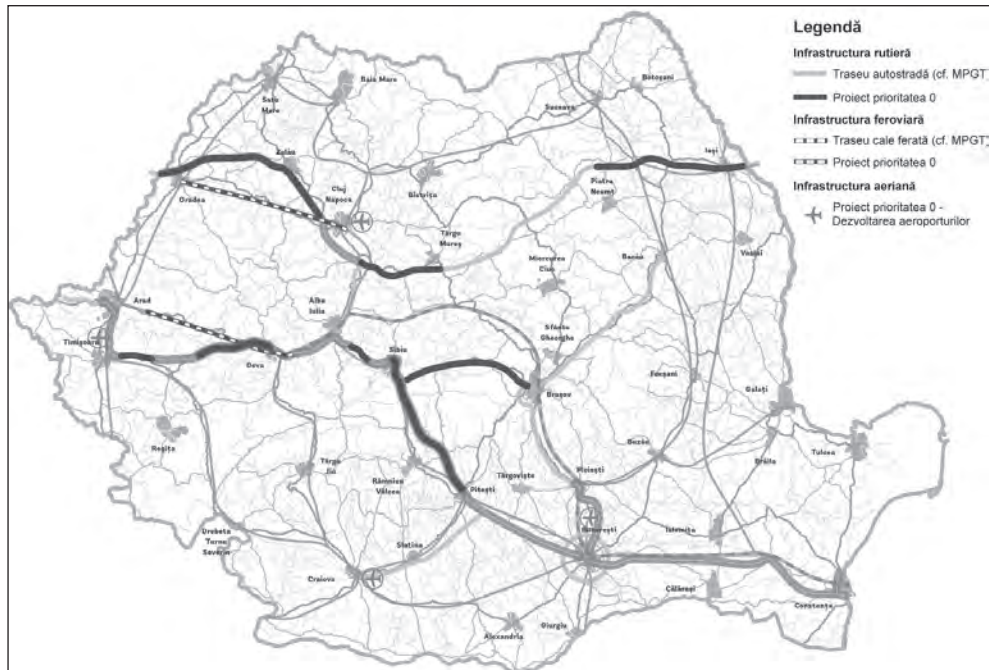 Legendă
Infrastructura rutieră
Traseu autostradă (cf. MPGT)
Proiect prioritatea 0
Infrastructura feroviară
Traseu cale ferată (cf. MPGT)
Proiect prioritatea 0
Infrastructura aeriană
Proiect prioritatea 0 -
Dezvoltarea aeroporturilor
Satu
Mare
Baia Mare
Botoșani
Suceava
Iași
Zalău
Oradea
Cluj
Napoca
Bistrița
Piatra
Neamț
Târgu
Mureș
Miercurea
Ciuc
Bacău
Vaslui
Arad
Timișoara
Alba
Iulia
Deva
Sibiu
Sfântu
Gheorghe
Brașov
Focșani
Galați
Reșița
Târgu
Jiu
Râmnicu
Vâlcea
Târgoviște
Ploiești
Buzău
Brăila
Tulcea
Pitești
București
Drobeta
Turnu
Severin
Slatina
Craiova
Călărași
Constanța
Alexandria
Giurgiu